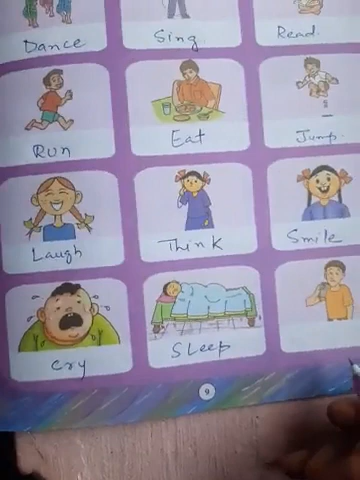 Dance
Sing.
Read.
Run
Eat
Jump.
Laugh
Think
Smile
Cry
Sleep
9